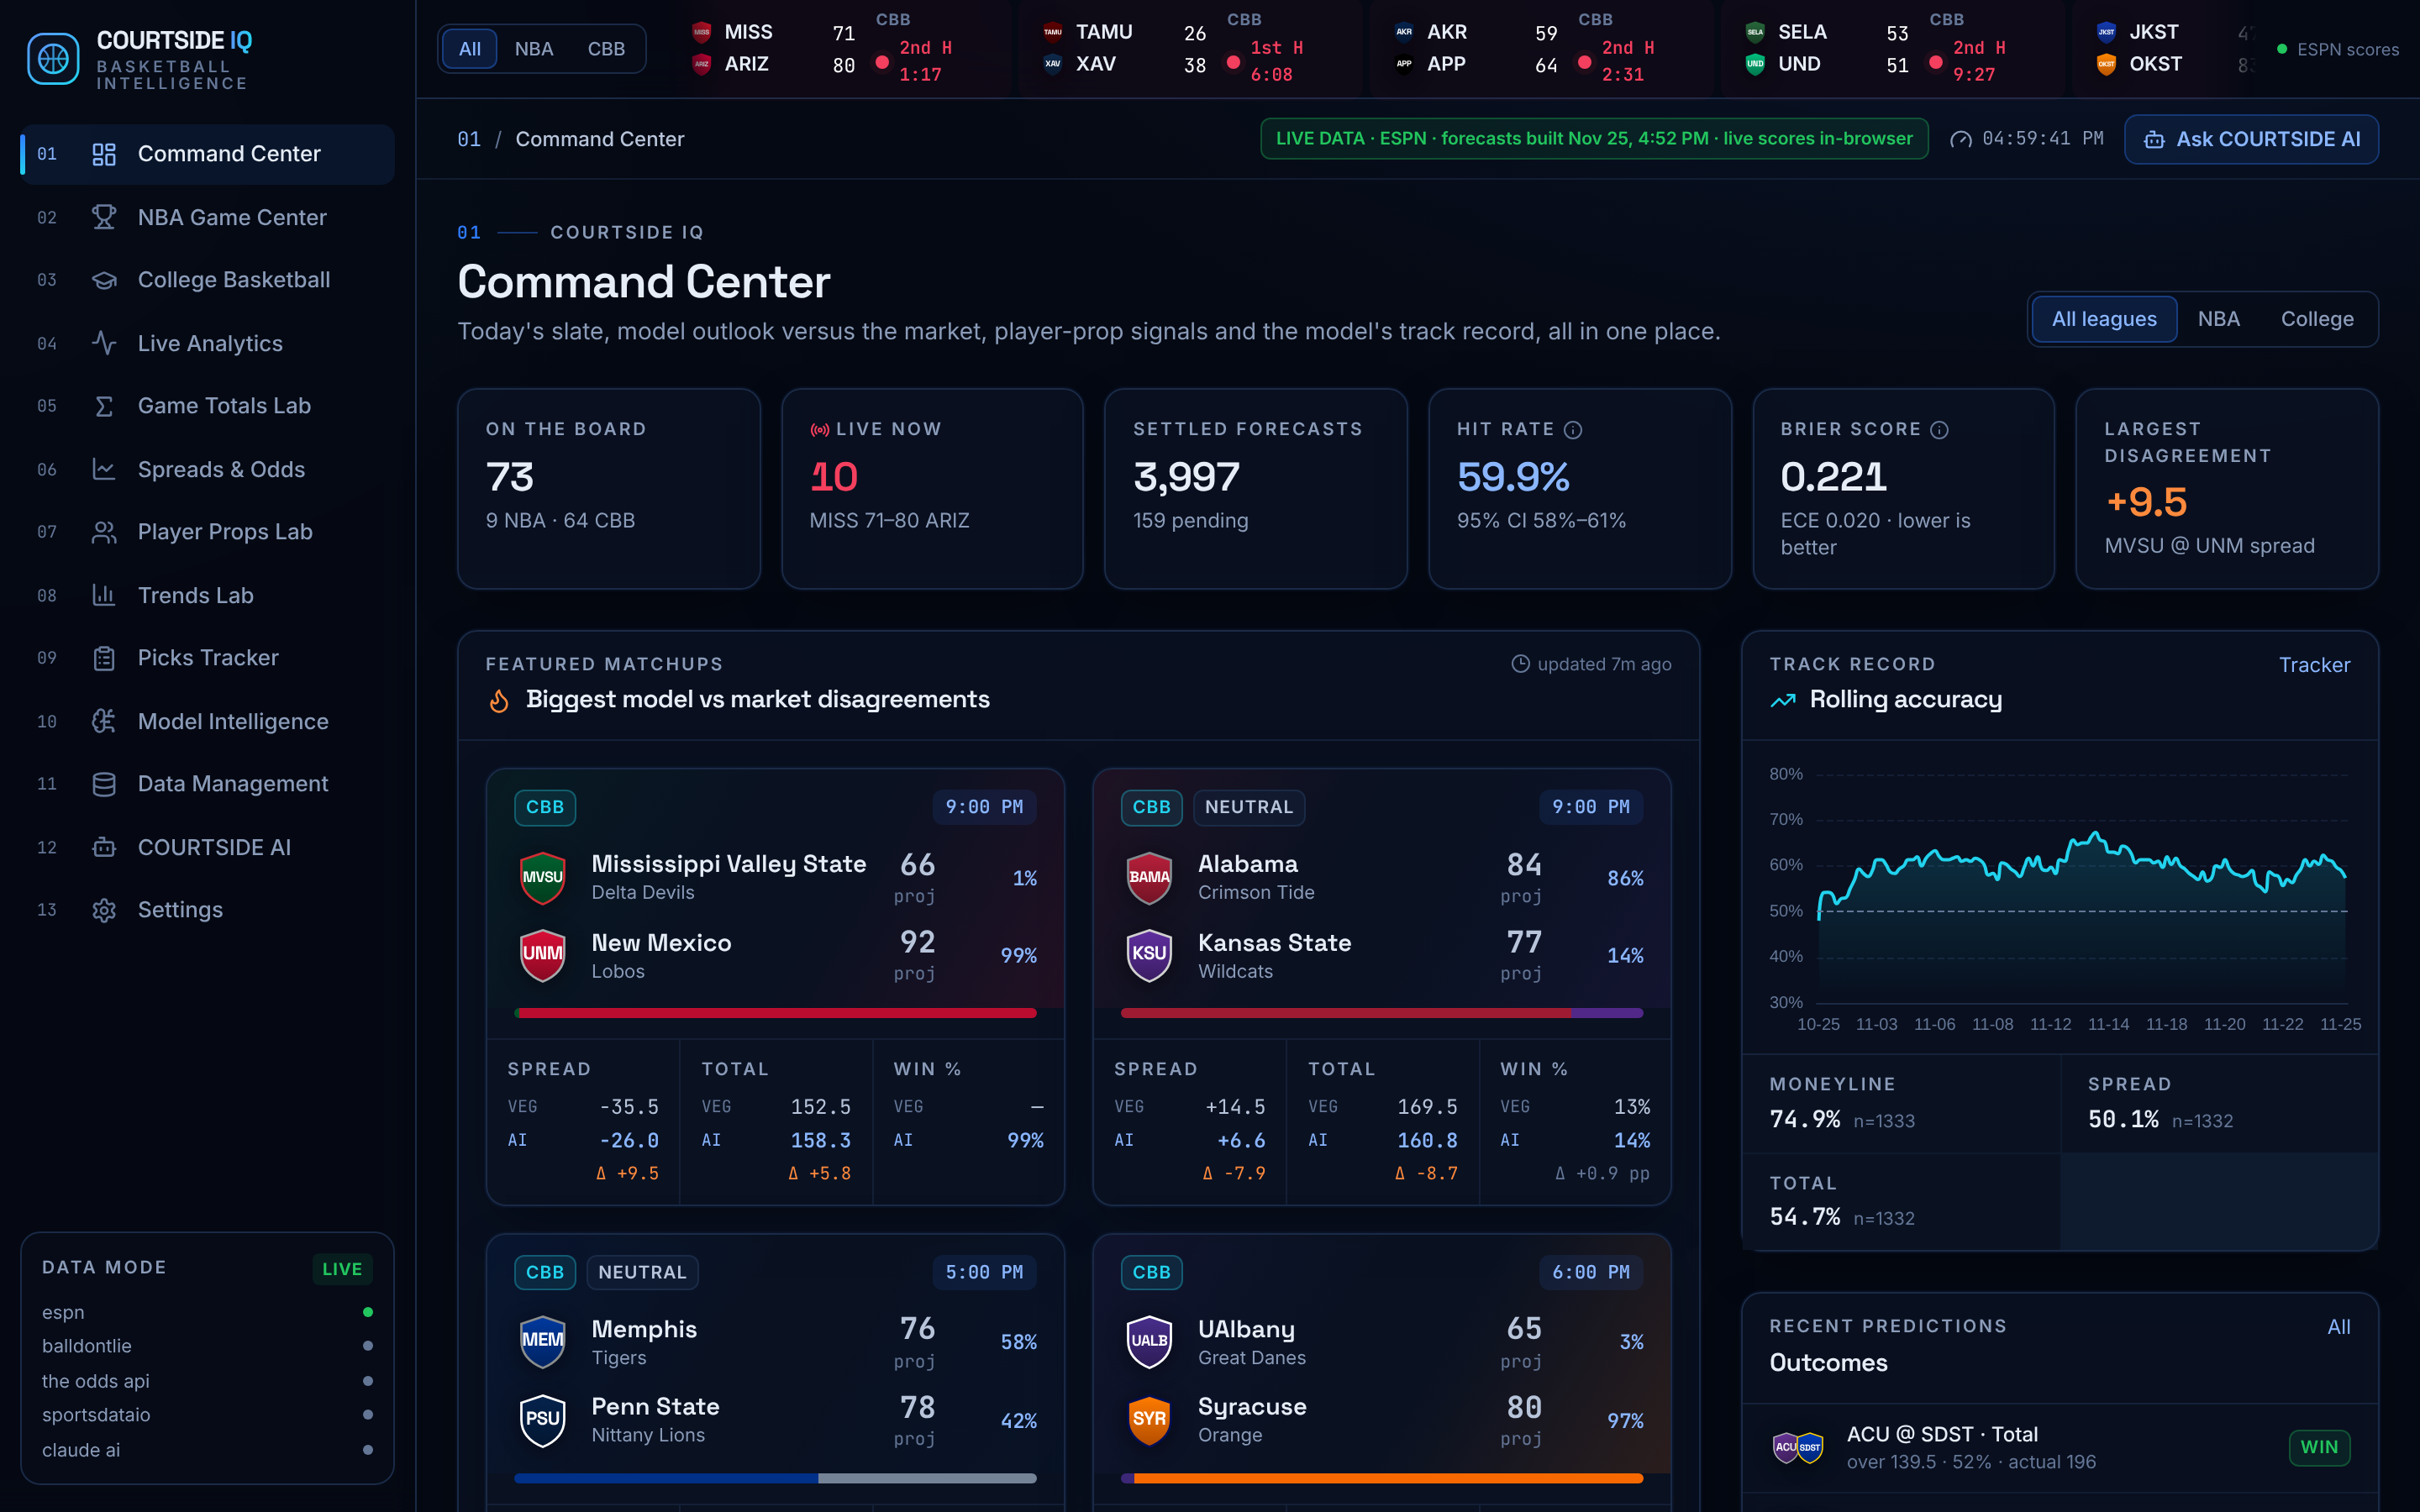 COURTSIDE IQ
BASKETBALL
INTELLIGENCE
01 Command Center
02 NBA Game Center
03 College Basketball
04 Live Analytics
05 Game Totals Lab
06 Spreads & Odds
07 Player Props Lab
08 Trends Lab
09 Picks Tracker
10 Model Intelligence
11 Data Management
12 COURTSIDE AI
13 Settings
DATA MODE LIVE
espn
balldontlie
the odds api
sportsdataio
claude ai
All NBA CBB
MISS MISS 71 CBB
ARIZ ARIZ 80 2nd H 1:17
TAMU TAMU 26 CBB
XAV XAV 38 1st H 6:08
AKR AKR 59 CBB
APP APP 64 2nd H 2:31
SELA SELA 53 CBB
UND UND 51 2nd H 9:27
JKST JKST
OKST OKST
ESPN scores
01 / Command Center
LIVE DATA · ESPN · forecasts built Nov 25, 4:52 PM · live scores in-browser
04:59:41 PM
Ask COURTSIDE AI
01 COURTSIDE IQ
Command Center
Today's slate, model outlook versus the market, player-prop signals and the model's track record, all in one place.
All leagues NBA College
ON THE BOARD
73
9 NBA · 64 CBB
LIVE NOW
10
MISS 71–80 ARIZ
SETTLED FORECASTS
3,997
159 pending
HIT RATE
59.9%
95% CI 58%–61%
BRIER SCORE
0.221
ECE 0.020 · lower is
better
LARGEST
DISAGREEMENT
+9.5
MVSU @ UNM spread
FEATURED MATCHUPS
updated 7m ago
Biggest model vs market disagreements
CBB 9:00 PM
MVSU Mississippi Valley State 66 1%
Delta Devils proj
UNM New Mexico 92 99%
Lobos proj
SPREAD TOTAL WIN %
VEG -35.5 VEG 152.5 VEG —
AI -26.0 AI 158.3 AI 99%
Δ +9.5 Δ +5.8
CBB NEUTRAL 9:00 PM
BAMA Alabama 84 86%
Crimson Tide proj
KSU Kansas State 77 14%
Wildcats proj
SPREAD TOTAL WIN %
VEG +14.5 VEG 169.5 VEG 13%
AI +6.6 AI 160.8 AI 14%
Δ -7.9 Δ -8.7 Δ +0.9 pp
CBB NEUTRAL 5:00 PM
MEM Memphis 76 58%
Tigers proj
PSU Penn State 78 42%
Nittany Lions proj
CBB 6:00 PM
UALB UAlbany 65 3%
Great Danes proj
SYR Syracuse 80 97%
Orange proj
TRACK RECORD Tracker
Rolling accuracy
80%
70%
60%
50%
40%
30%
10-25 11-03 11-06 11-08 11-12 11-14 11-18 11-20 11-22 11-25
MONEYLINE
74.9% n=1333
SPREAD
50.1% n=1332
TOTAL
54.7% n=1332
RECENT PREDICTIONS All
Outcomes
ACU SDST ACU @ SDST · Total
over 139.5 · 52% · actual 196
WIN